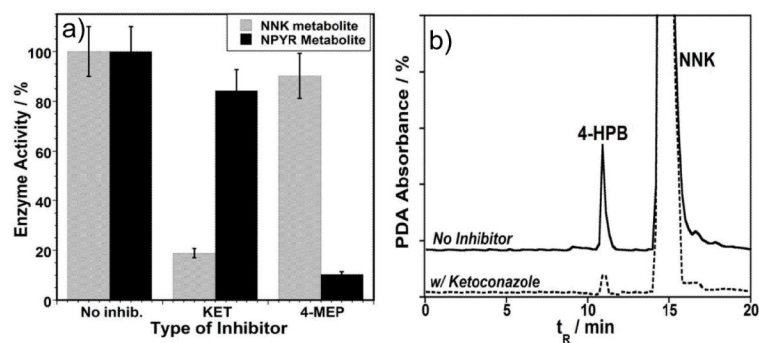 a)
NNK metabolite
NPYR Metabolite
Enzyme Activity / %
100
80
60
40
20
0
No inhib.
KET
4-MEP
Type of Inhibitor
b)
PDA Absorbance / %
4-HPB
NNK
No Inhibitor
w/ Ketoconazole
0
5
10
15
20
tR / min